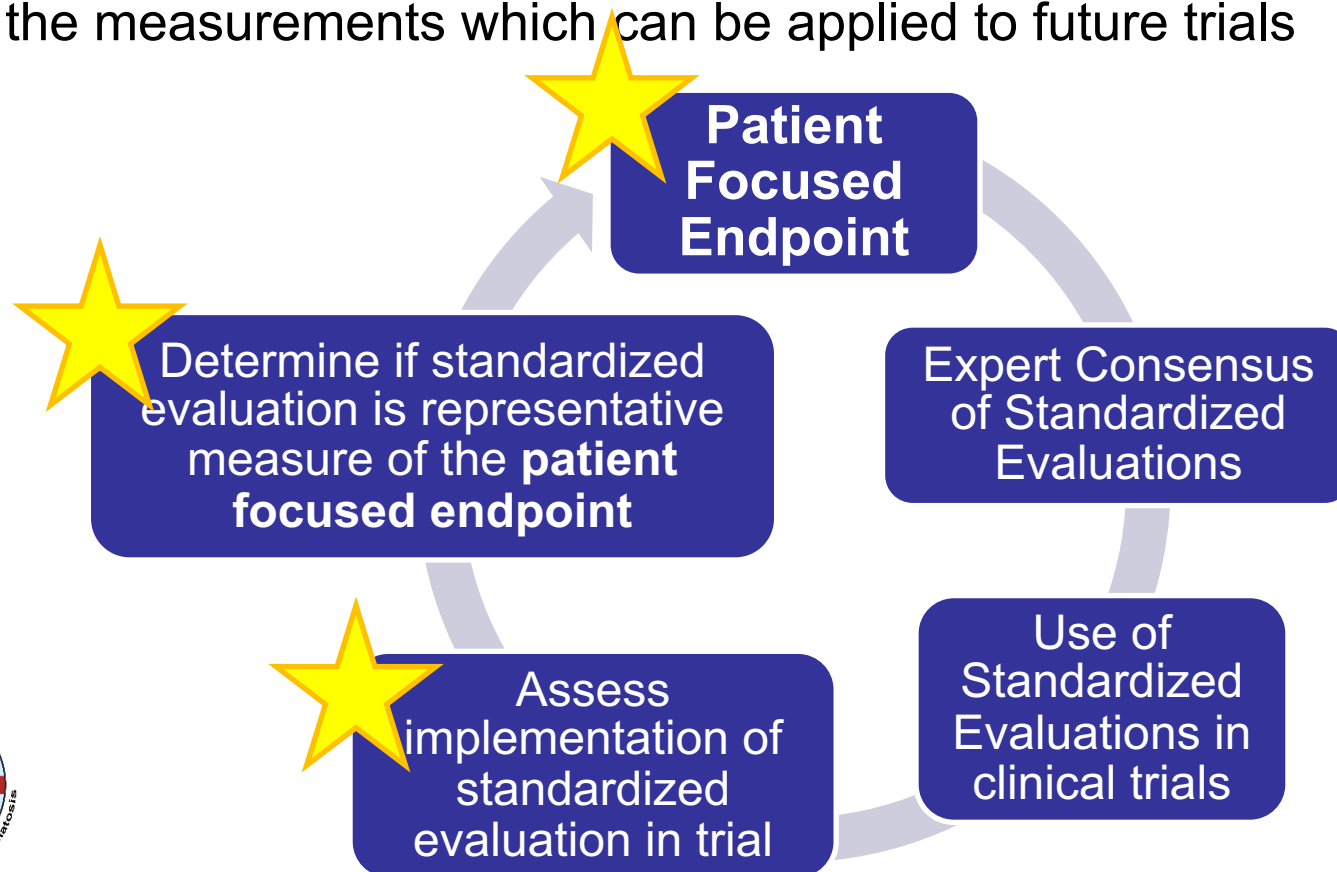 the measurements which can be applied to future trials
Patient
Focused
Endpoint
Expert Consensus
of Standardized
Evaluations
Use of
Standardized
Evaluations in
clinical trials
Assess
implementation of
standardized
evaluation in trial
Determine if standardized
evaluation is representative
measure of the patient
focused endpoint